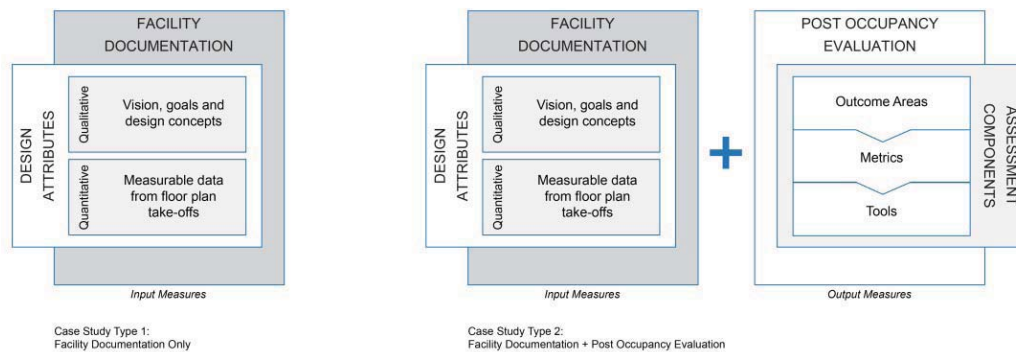 FACILITY
DOCUMENTATION
DESIGN
ATTRIBUTES
Qualitative
Vision, goals and
design concepts
Quantitative
Measurable data
from floor plan
take-offs
Input Measures
Case Study Type 1:
Facility Documentation Only
FACILITY
DOCUMENTATION
DESIGN
ATTRIBUTES
Qualitative
Vision, goals and
design concepts
Quantitative
Measurable data
from floor plan
take-offs
Input Measures
+
POST OCCUPANCY
EVALUATION
Outcome Areas
Metrics
Tools
ASSESSMENT
COMPONENTS
Output Measures
Case Study Type 2:
Facility Documentation + Post Occupancy Evaluation